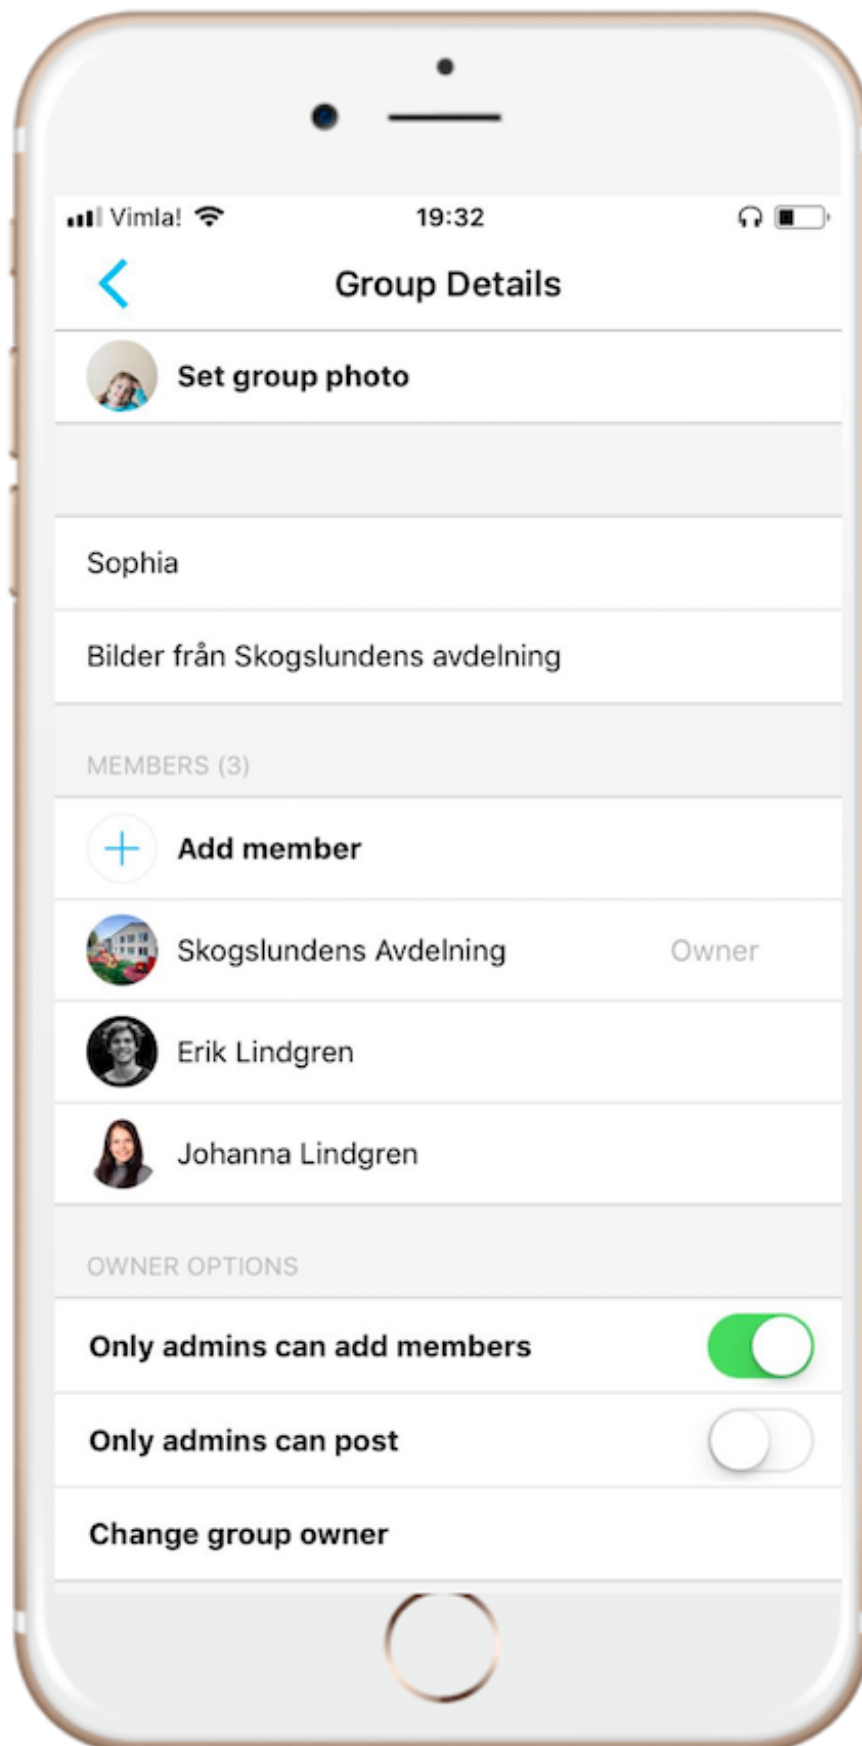 Vimla! 19:32
Group Details
Set group photo
Sophia
Bilder från Skogslundens avdelning
MEMBERS (3)
Add member
Skogslundens Avdelning Owner
Erik Lindgren
Johanna Lindgren
OWNER OPTIONS
Only admins can add members
Only admins can post
Change group owner